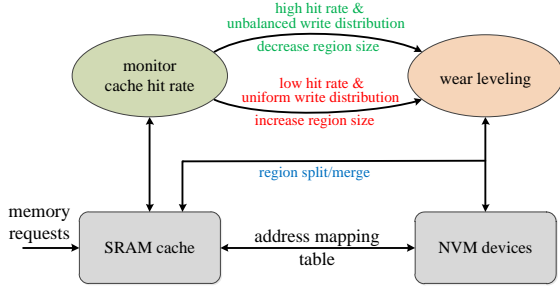 high hit rate &
unbalanced write distribution
decrease region size
monitor
cache hit rate
wear leveling
low hit rate &
uniform write distribution
increase region size
region split/merge
memory
requests
SRAM cache
address mapping
table
NVM devices